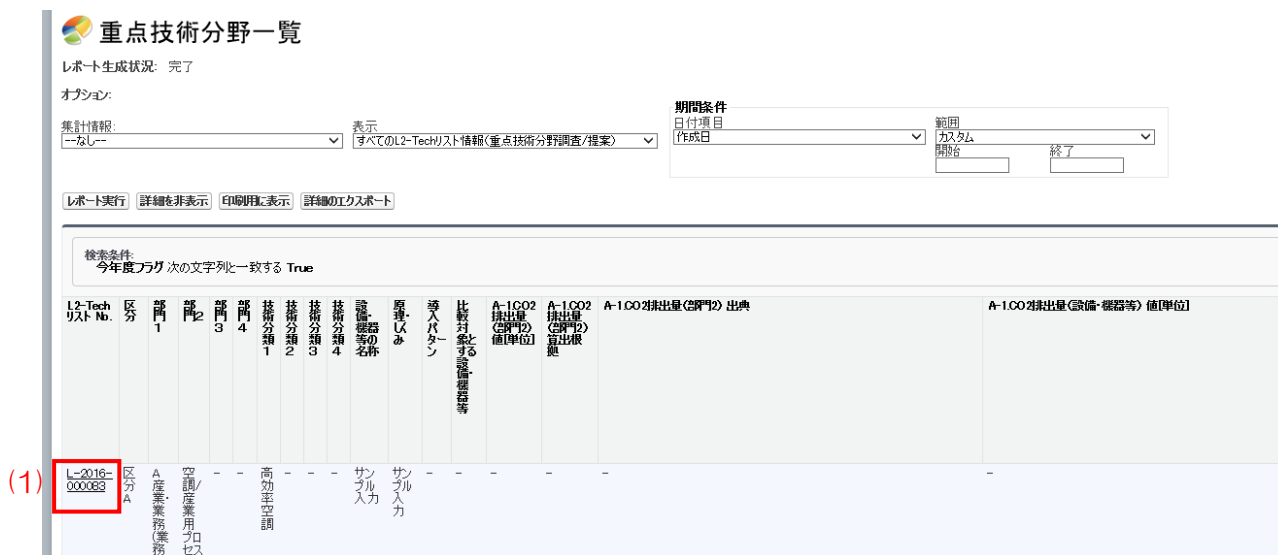 重点技術分野一覧
レポート生成状況: 完了
オプション:
集計情報:
--なし--
表示
すべてのL2-Techリスト情報(重点技術分野調査/提案)
期間条件
日付項目
作成日
範囲
カスタム
開始
終了
レポート実行
詳細を非表示
印刷用に表示
詳細のエクスポート
検索条件:
今年度フラグ 次の文字列と一致する True
L2-Tech
リスト No.
区分
部門1
部門2
部門3
部門4
技術分類1
技術分類2
技術分類3
技術分類4
設備・機器等の名称
原理・しくみ
導入パターン
比較対象とする設備・機器等
A-1.CO2
排出量
(部門2)
値[単位]
A-1.CO2
排出量
(部門2)
算出根
拠
A-1.CO2排出量(部門2) 出典
A-1.CO2排出量(設備・機器等) 値[単位]
(1)
L-2016-
000083
区分A
A産業・業務(業務
空調/産業用プロセス
-
-
高効率空調
-
-
-
サンプル入力
サンプル入力
-
-
-
-
-
-